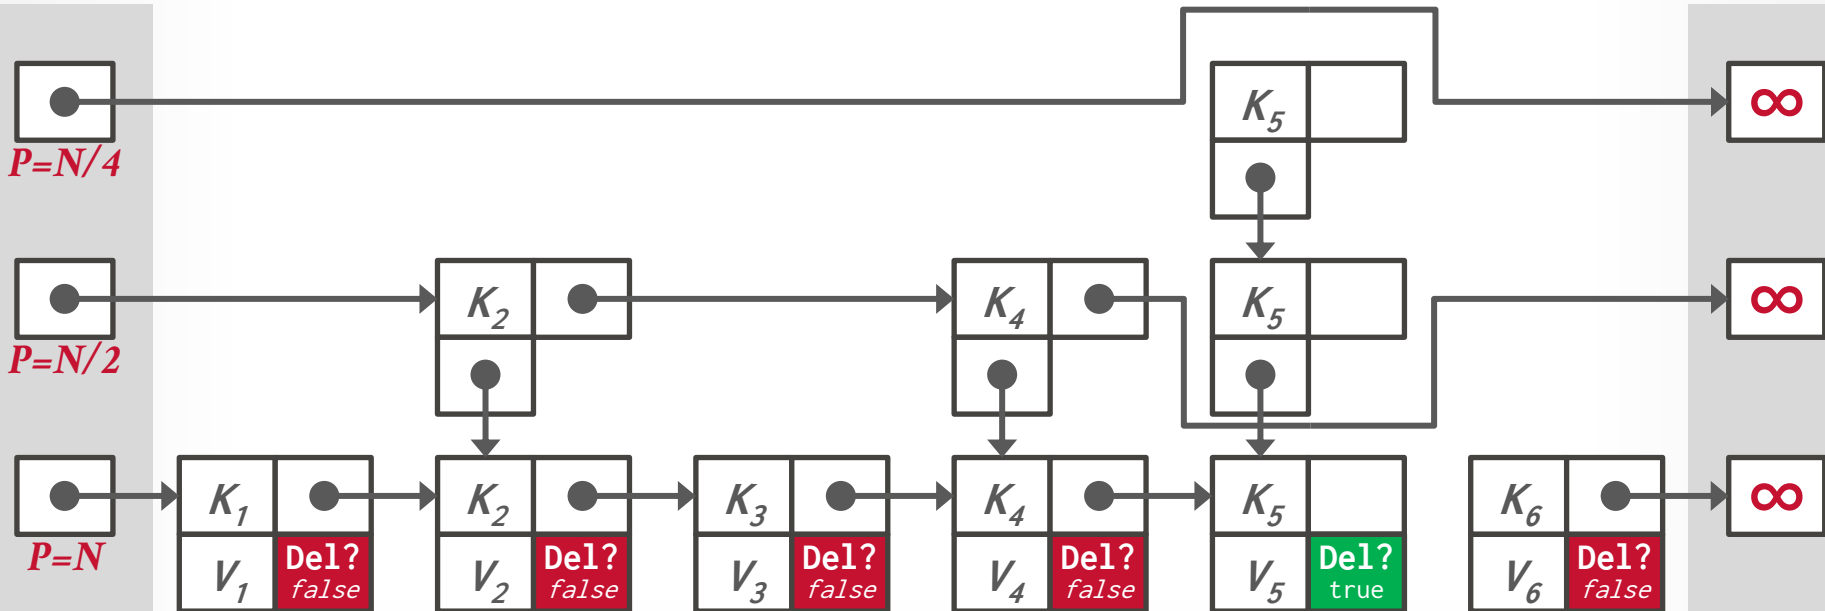 K5 ∞
P=N/4
K2 K4 K5 ∞
P=N/2
K1 K2 K3 K4 K5 K6 ∞
P=N
V1 Del? false V2 Del? false V3 Del? false V4 Del? false V5 Del? true V6 Del? false